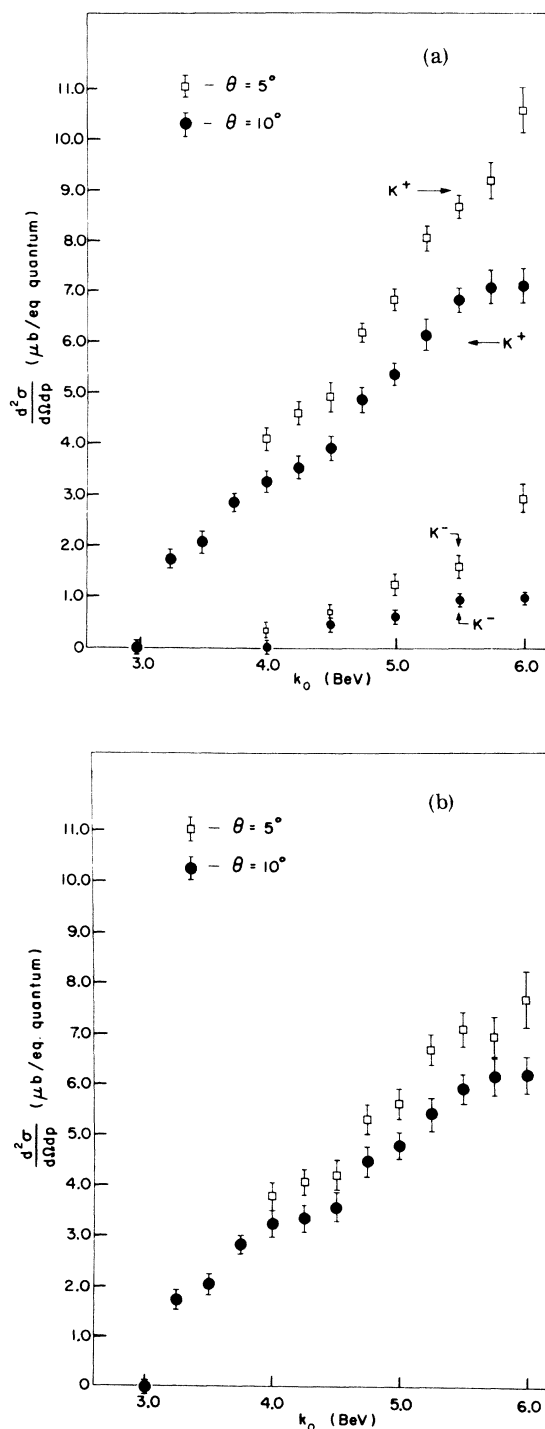 (a)
– θ = 5°
– θ = 10°
11.0
10.0
9.0
8.0
7.0
6.0
5.0
4.0
3.0
2.0
1.0
0
K+
K+
K-
K-
d²σ/dΩdp (μb/eq quantum)
3.0 4.0 5.0 6.0
k₀ (BeV)
(b)
– θ = 5°
– θ = 10°
11.0
10.0
9.0
8.0
7.0
6.0
5.0
4.0
3.0
2.0
1.0
0
d²σ/dΩdp (μb/eq. quantum)
3.0 4.0 5.0 6.0
k₀ (BeV)